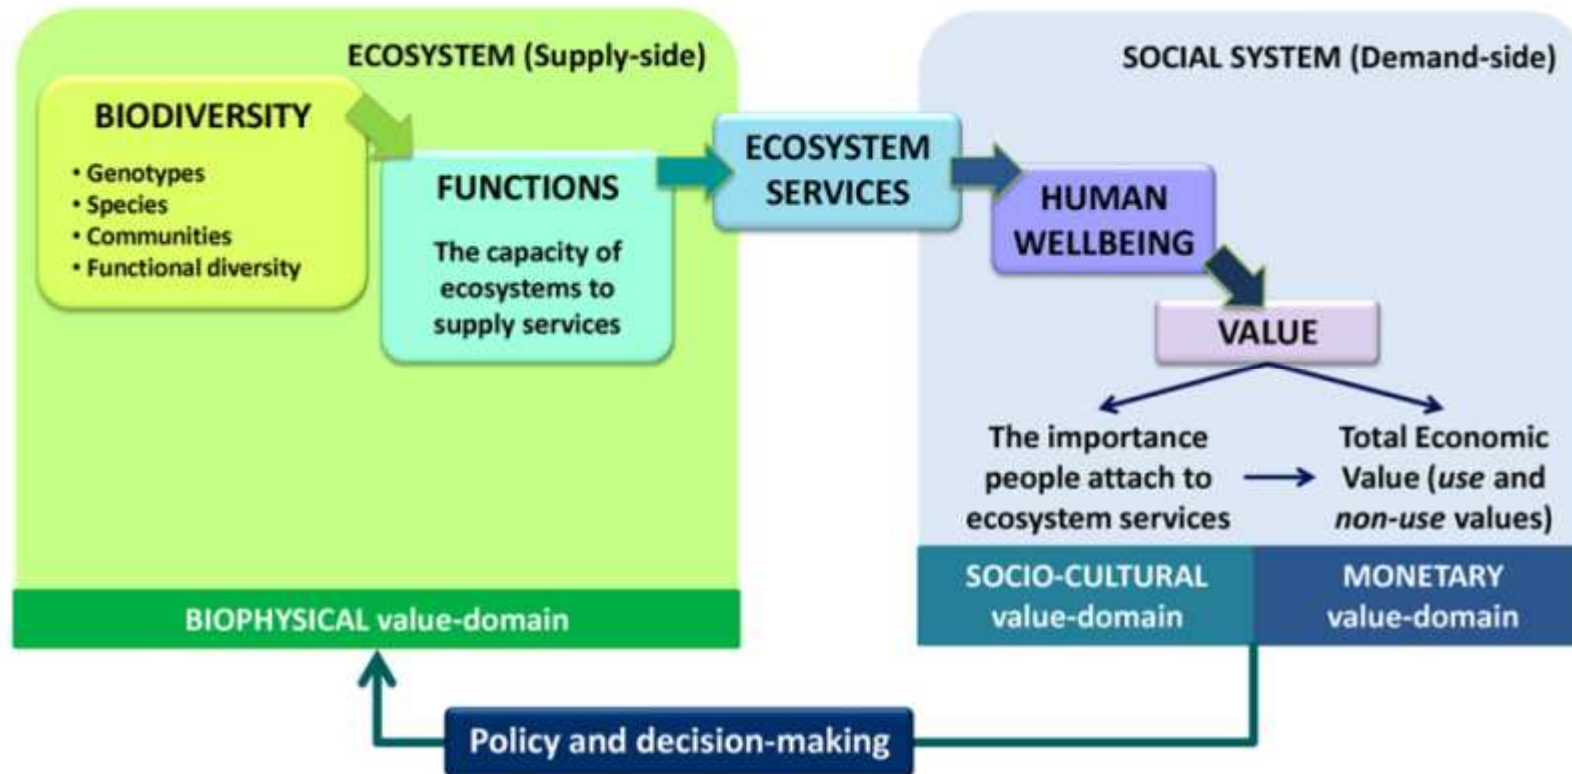 ECOSYSTEM (Supply-side)
BIODIVERSITY
• Genotypes
• Species
• Communities
• Functional diversity
FUNCTIONS
The capacity of
ecosystems to
supply services
ECOSYSTEM
SERVICES
SOCIAL SYSTEM (Demand-side)
HUMAN
WELLBEING
VALUE
The importance
people attach to
ecosystem services
Total Economic
Value (use and
non-use values)
BIOPHYSICAL value-domain
SOCIO-CULTURAL
value-domain
MONETARY
value-domain
Policy and decision-making